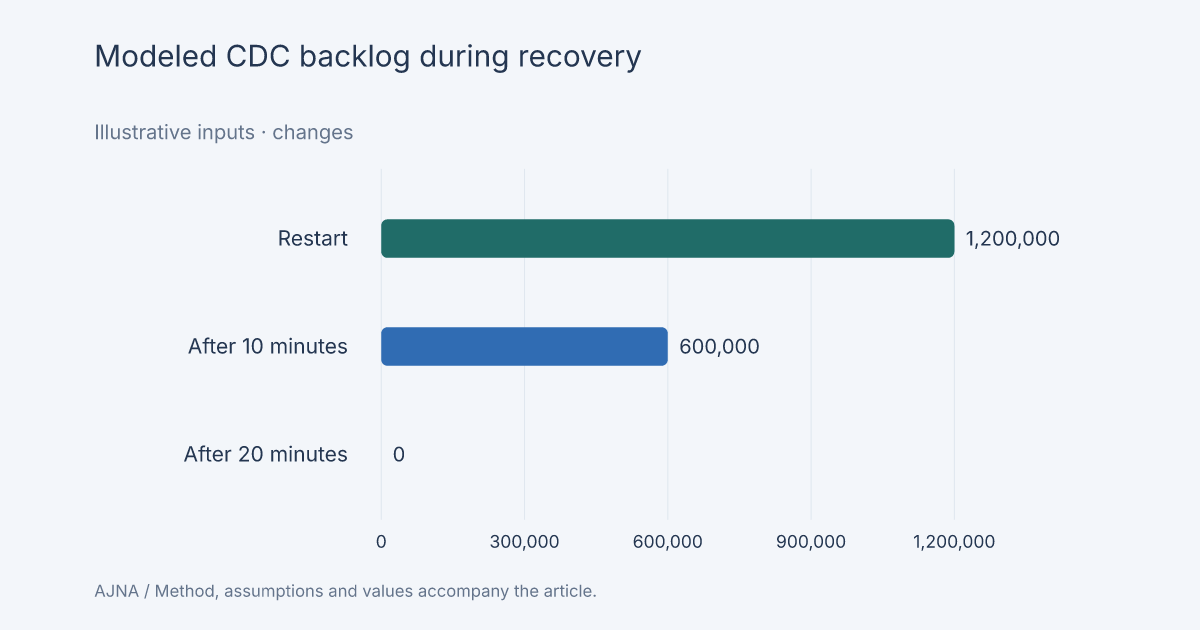 Modeled CDC backlog during recovery
Illustrative inputs · changes
Restart 1,200,000
After 10 minutes 600,000
After 20 minutes 0
0 300,000 600,000 900,000 1,200,000
AJNA / Method, assumptions and values accompany the article.